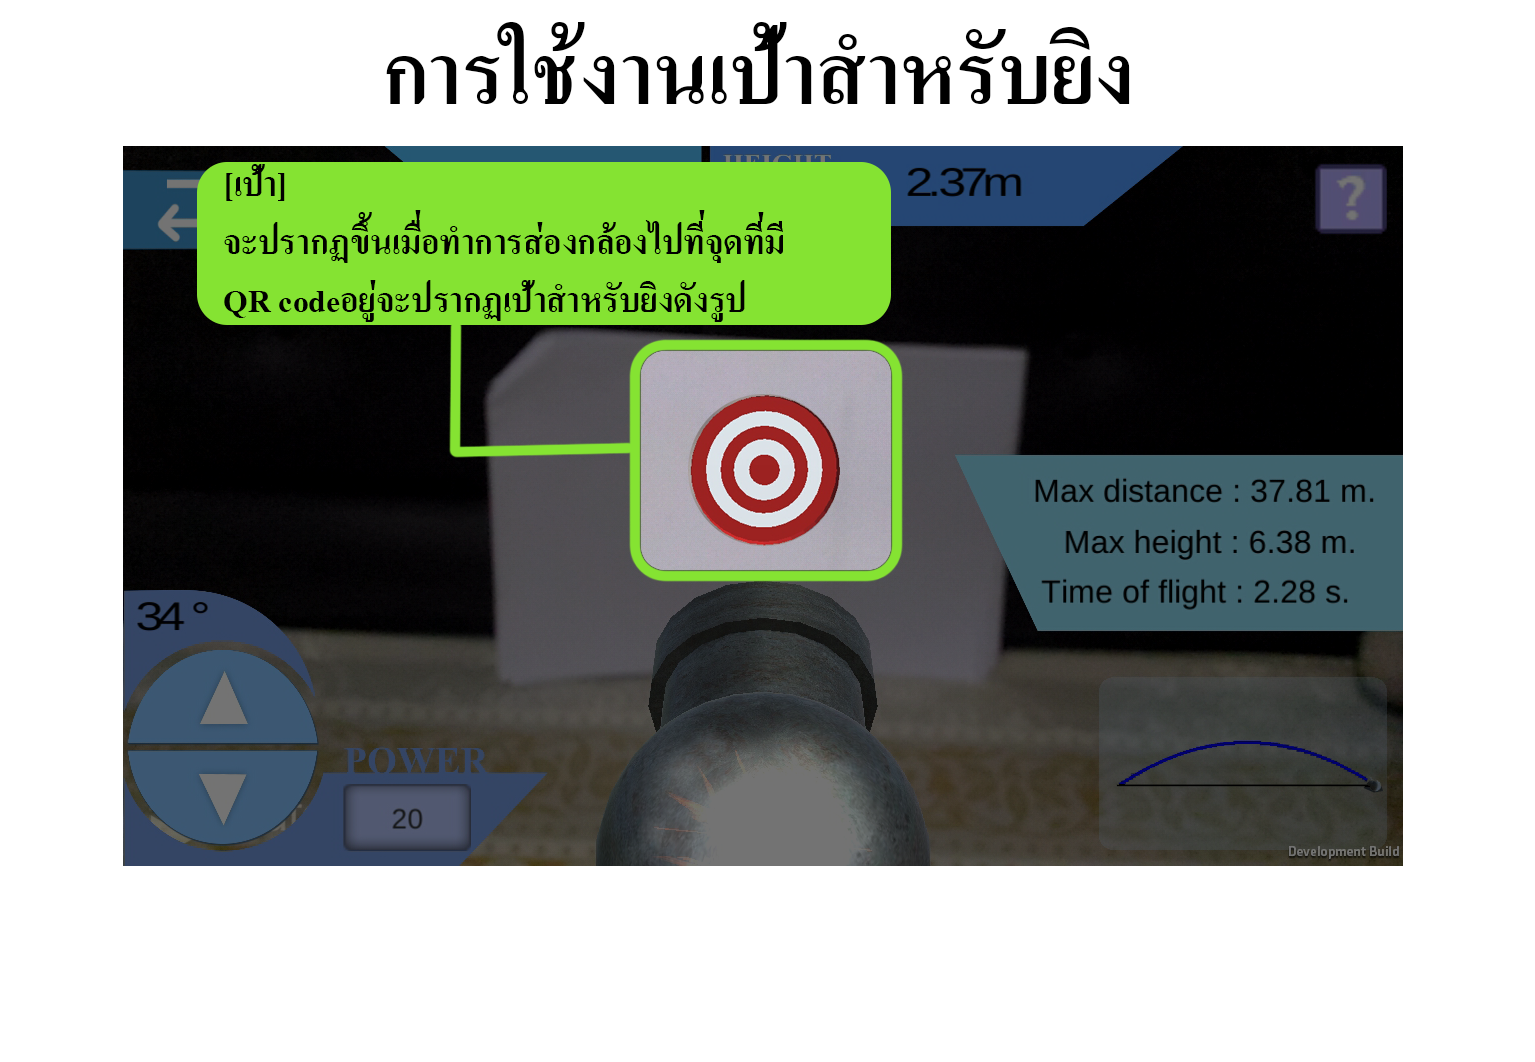 การใช้งานเป้าสำหรับยิง
HEIGHT
2.37m
?
[เป้า]
จะปรากฏขึ้นเมื่อทำการส่องกล้องไปที่จุดที่มี
QR codeอยู่จะปรากฏเป้าสำหรับยิงดังรูป
Max distance : 37.81 m.
Max height : 6.38 m.
Time of flight : 2.28 s.
34 °
POWER
20
Development Build